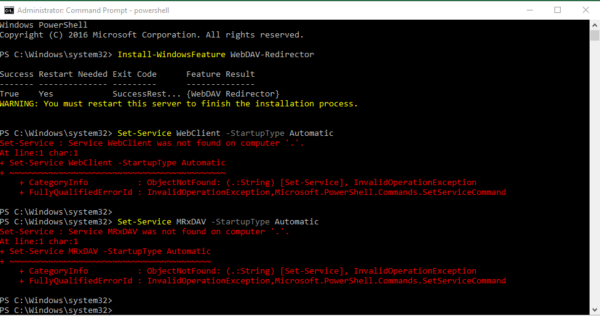 Administrator: Command Prompt - powershell
Windows PowerShell
Copyright (C) 2016 Microsoft Corporation. All rights reserved.
PS C:\Windows\system32> Install-WindowsFeature WebDAV-Redirector
Success Restart Needed Exit Code      Feature Result
------- -------------- ---------      --------------
True    Yes            SuccessRest... {WebDAV Redirector}
WARNING: You must restart this server to finish the installation process.
PS C:\Windows\system32> Set-Service WebClient -StartupType Automatic
Set-Service : Service WebClient was not found on computer '.'.
At line:1 char:1
+ Set-Service WebClient -StartupType Automatic
+ ~~~~~~~~~~~~~~~~~~~~~~~~~~~~~~~~~~~~~~~~~~~~
    + CategoryInfo          : ObjectNotFound: (.:String) [Set-Service], InvalidOperationException
    + FullyQualifiedErrorId : InvalidOperationException,Microsoft.PowerShell.Commands.SetServiceCommand
PS C:\Windows\system32>
PS C:\Windows\system32> Set-Service MRxDAV -StartupType Automatic
Set-Service : Service MRxDAV was not found on computer '.'.
At line:1 char:1
+ Set-Service MRxDAV -StartupType Automatic
+ ~~~~~~~~~~~~~~~~~~~~~~~~~~~~~~~~~~~~~~~~~
    + CategoryInfo          : ObjectNotFound: (.:String) [Set-Service], InvalidOperationException
    + FullyQualifiedErrorId : InvalidOperationException,Microsoft.PowerShell.Commands.SetServiceCommand
PS C:\Windows\system32>
PS C:\Windows\system32>